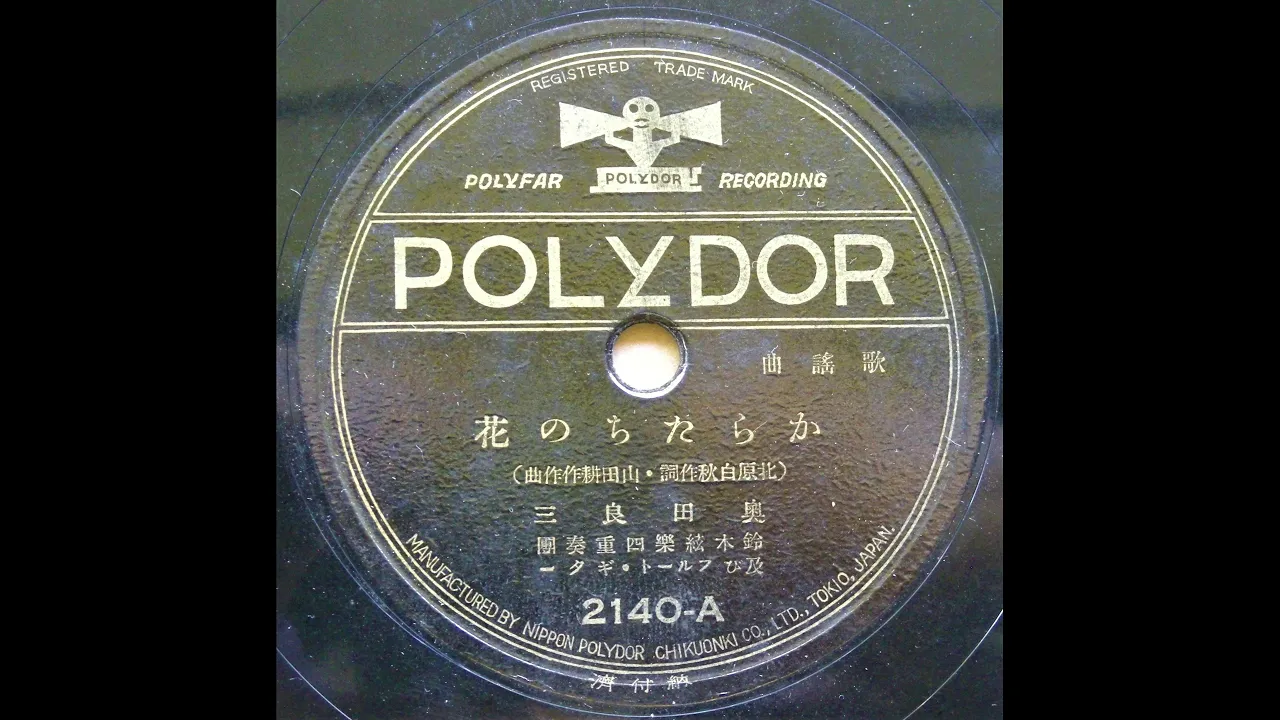 REGISTERED TRADE MARK
POLYFAR POLYDOR RECORDING
POLYDOR
歌謠曲
からたちの花
(北原白秋作詞・山田耕作作曲)
奧田良三
鈴木絃樂四重奏團
及びフルート・ギター
2140-A
MANUFACTURED BY NIPPON POLYDOR CHIKUONKI CO., LTD., TOKIO, JAPAN.
納付濟